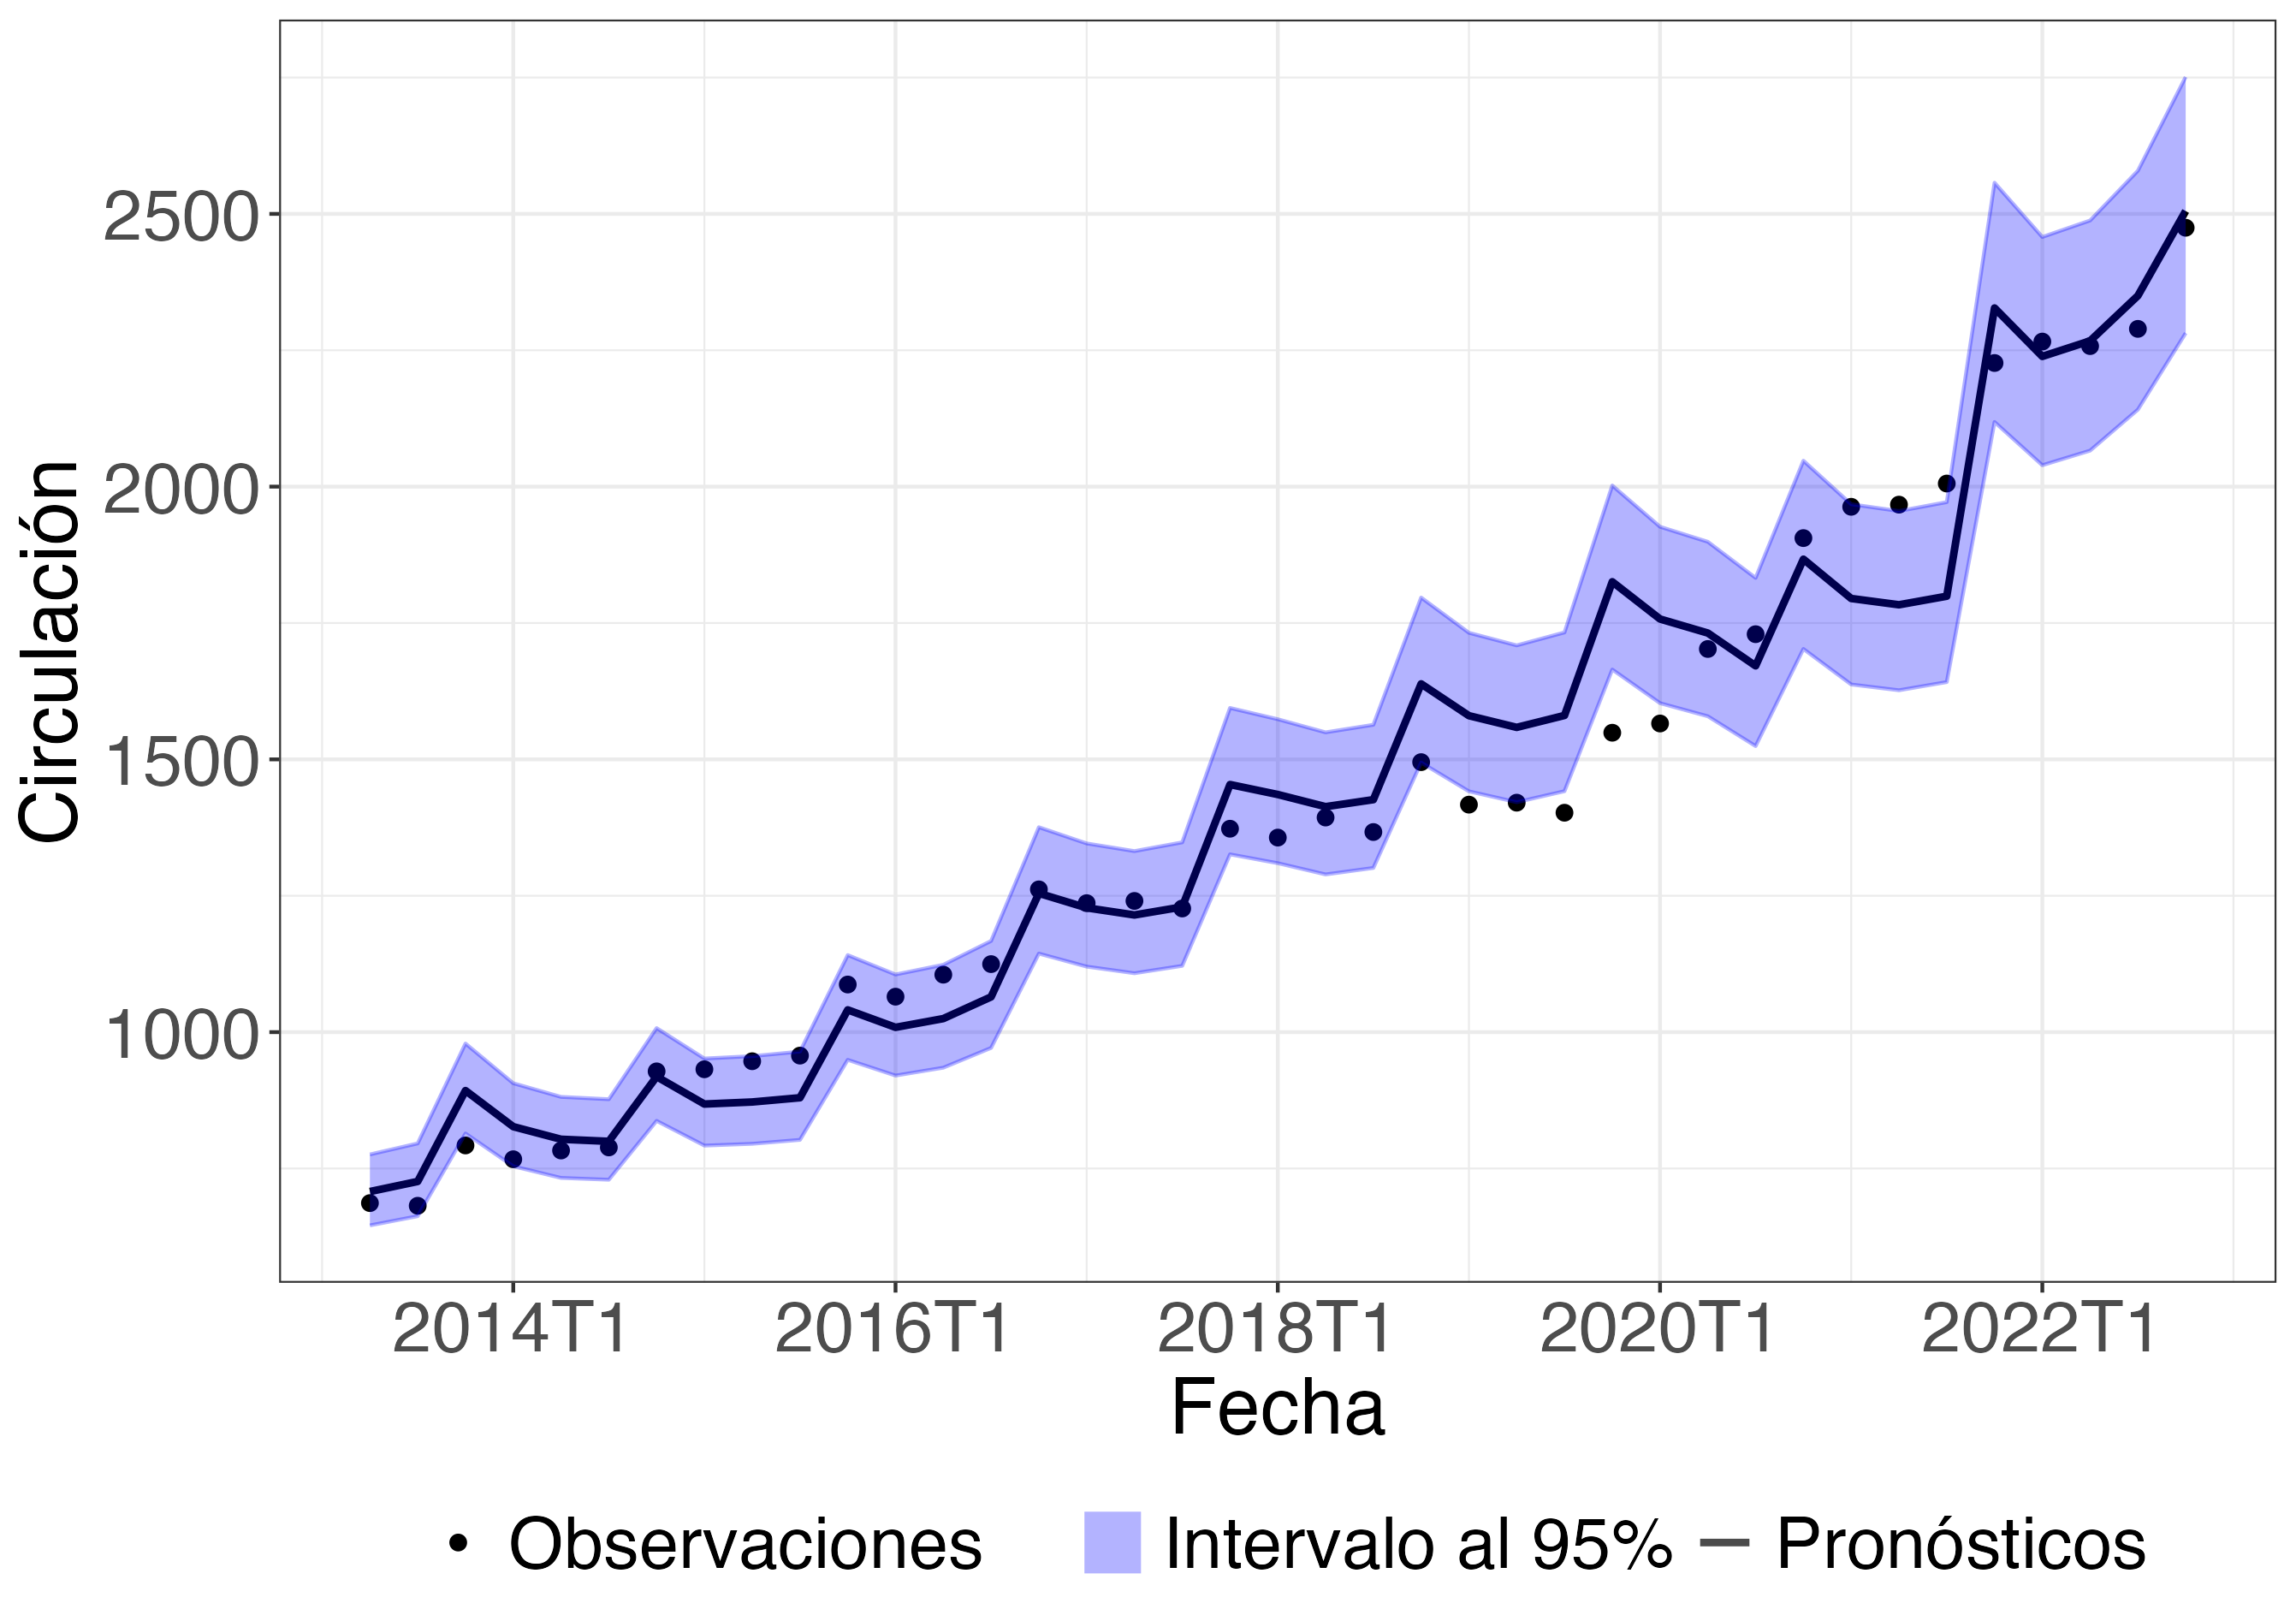 Circulación
2500
2000
1500
1000
2014T1 2016T1 2018T1 2020T1 2022T1
Fecha
Observaciones Intervalo al 95% Pronósticos